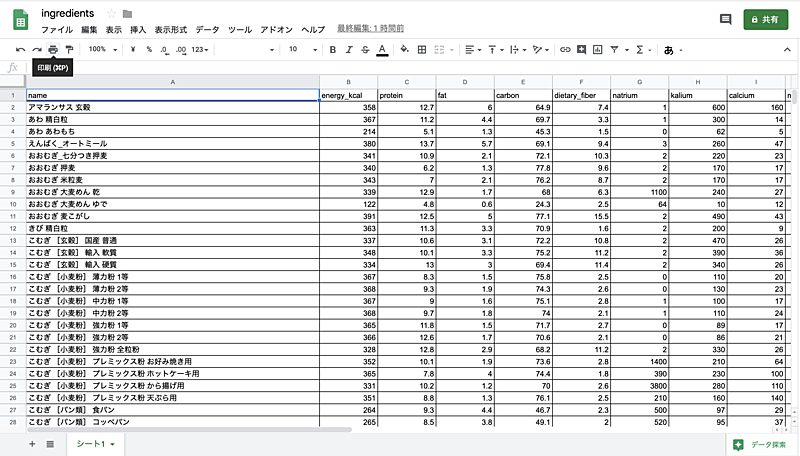 ingredients
ファイル 編集 表示 挿入 表示形式 データ ツール アドオン ヘルプ 最終編集: 1 時間前
共有
100% ¥ % .0 .00 123 10 B I S A あ
印刷 (⌘P)
fx
A B C D E F G H I
1 name energy_kcal protein fat carbon dietary_fiber natrium kalium calcium
2 アマランサス 玄穀 358 12.7 6 64.9 7.4 1 600 160
3 あわ 精白粒 367 11.2 4.4 69.7 3.3 1 300 14
4 あわ あわもち 214 5.1 1.3 45.3 1.5 0 62 5
5 えんばく_オートミール 380 13.7 5.7 69.1 9.4 3 260 47
6 おおむぎ_七分つき押麦 341 10.9 2.1 72.1 10.3 2 220 23
7 おおむぎ 押麦 340 6.2 1.3 77.8 9.6 2 170 17
8 おおむぎ 米粒麦 343 7 2.1 76.2 8.7 2 170 17
9 おおむぎ 大麦めん 乾 339 12.9 1.7 68 6.3 1100 240 27
10 おおむぎ 大麦めん ゆで 122 4.8 0.6 24.3 2.5 64 10 12
11 おおむぎ 麦こがし 391 12.5 5 77.1 15.5 2 490 43
12 きび 精白粒 363 11.3 3.3 70.9 1.6 2 200 9
13 こむぎ ［玄穀］ 国産 普通 337 10.6 3.1 72.2 10.8 2 470 26
14 こむぎ ［玄穀］ 輸入 軟質 348 10.1 3.3 75.2 11.2 2 390 36
15 こむぎ ［玄穀］ 輸入 硬質 334 13 3 69.4 11.4 2 340 26
16 こむぎ ［小麦粉］ 薄力粉 1等 367 8.3 1.5 75.8 2.5 0 110 20
17 こむぎ ［小麦粉］ 薄力粉 2等 368 9.3 1.9 74.3 2.6 0 130 23
18 こむぎ ［小麦粉］ 中力粉 1等 367 9 1.6 75.1 2.8 1 100 17
19 こむぎ ［小麦粉］ 中力粉 2等 368 9.7 1.8 74 2.1 1 110 24
20 こむぎ ［小麦粉］ 強力粉 1等 365 11.8 1.5 71.7 2.7 0 89 17
21 こむぎ ［小麦粉］ 強力粉 2等 366 12.6 1.7 70.6 2.1 0 86 21
22 こむぎ ［小麦粉］ 強力粉 全粒粉 328 12.8 2.9 68.2 11.2 2 330 26
23 こむぎ ［小麦粉］ プレミックス粉 お好み焼き用 352 10.1 1.9 73.6 2.8 1400 210 64
24 こむぎ ［小麦粉］ プレミックス粉 ホットケーキ用 365 7.8 4 74.4 1.8 390 230 100
25 こむぎ ［小麦粉］ プレミックス粉 から揚げ用 331 10.2 1.2 70 2.6 3800 280 110
26 こむぎ ［小麦粉］ プレミックス粉 天ぷら用 351 8.8 1.3 76.1 2.5 210 160 140
27 こむぎ ［パン類］ 食パン 264 9.3 4.4 46.7 2.3 500 97 29
28 こむぎ ［パン類］ コッペパン 265 8.5 3.8 49.1 2 520 95 37
シート1
データ探索